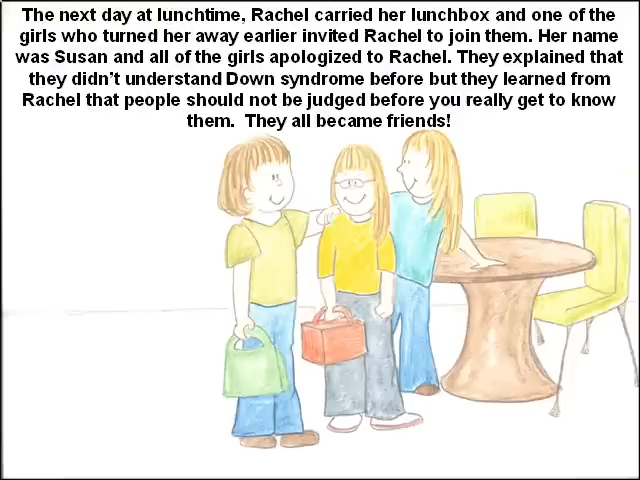 The next day at lunchtime, Rachel carried her lunchbox and one of the
girls who turned her away earlier invited Rachel to join them. Her name
was Susan and all of the girls apologized to Rachel. They explained that
they didn’t understand Down syndrome before but they learned from
Rachel that people should not be judged before you really get to know
them.  They all became friends!